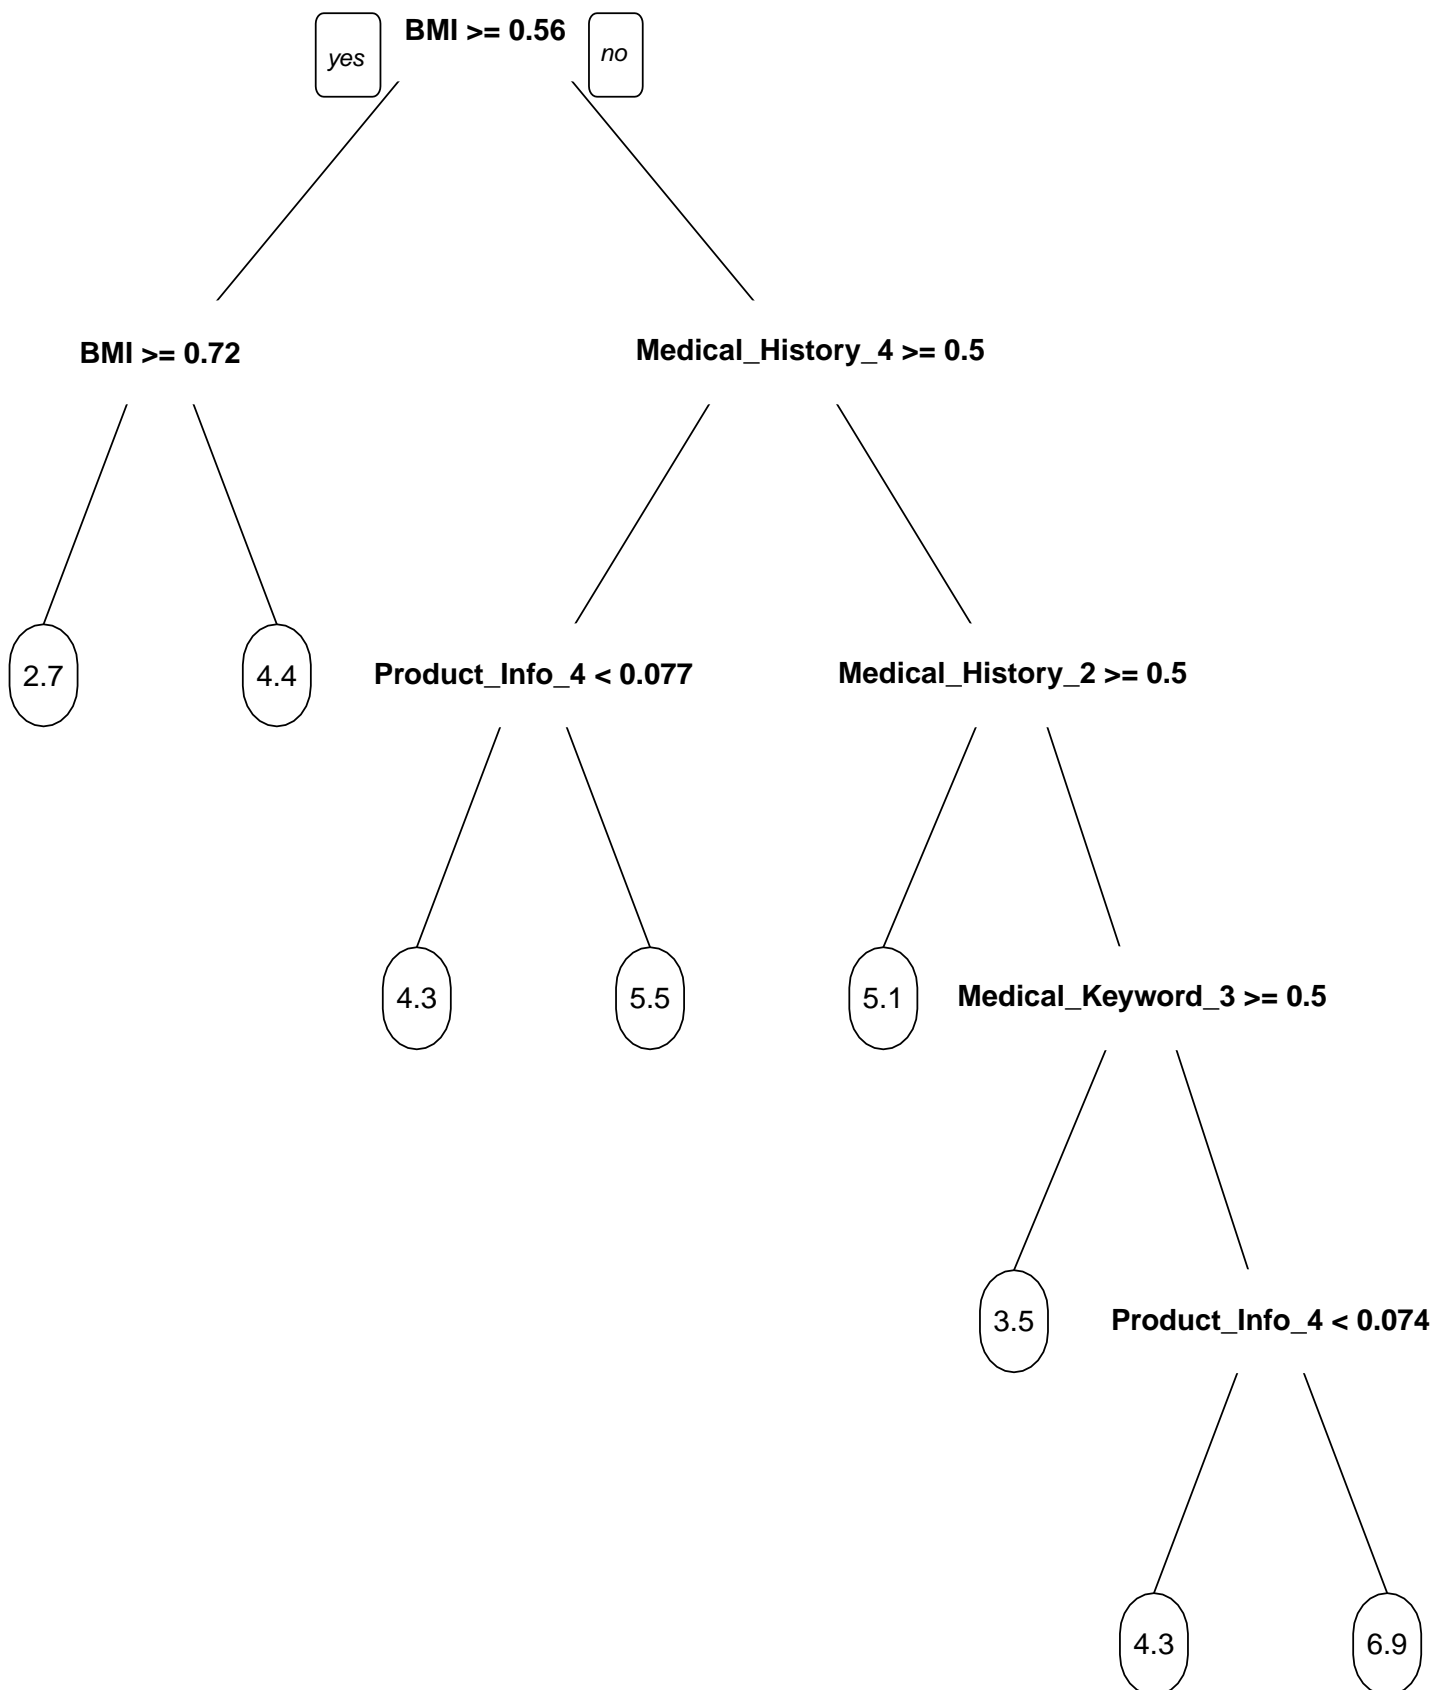 BMI >= 0.56
yes
no
BMI >= 0.72
Medical_History_4 >= 0.5
2.7
4.4
Product_Info_4 < 0.077
Medical_History_2 >= 0.5
4.3
5.5
5.1
Medical_Keyword_3 >= 0.5
3.5
Product_Info_4 < 0.074
4.3
6.9